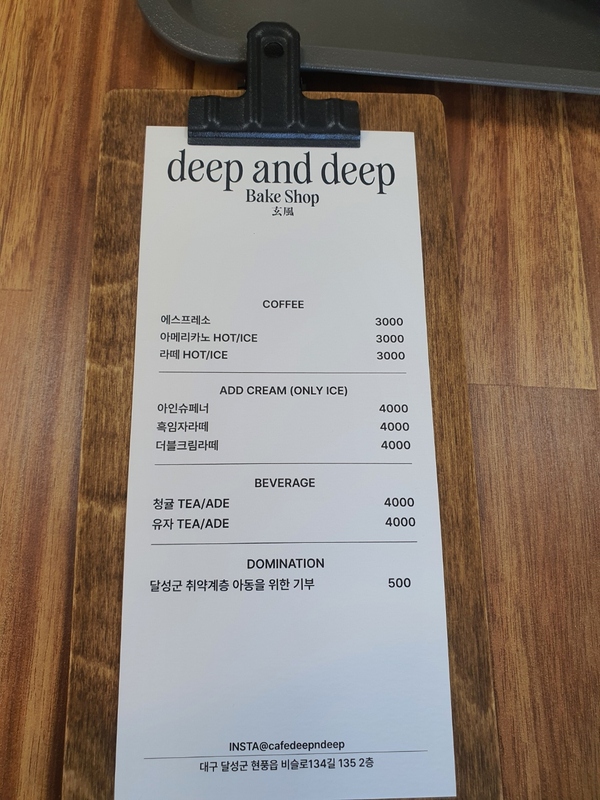 deep and deep
Bake Shop
玄風
COFFEE
에스프레소 3000
아메리카노 HOT/ICE 3000
라떼 HOT/ICE 3000
ADD CREAM (ONLY ICE)
아인슈페너 4000
흑임자라떼 4000
더블크림라떼 4000
BEVERAGE
청귤 TEA/ADE 4000
유자 TEA/ADE 4000
DOMINATION
달성군 취약계층 아동을 위한 기부 500
INSTA@cafedeepndeep
대구 달성군 현풍읍 비슬로134길 135 2층